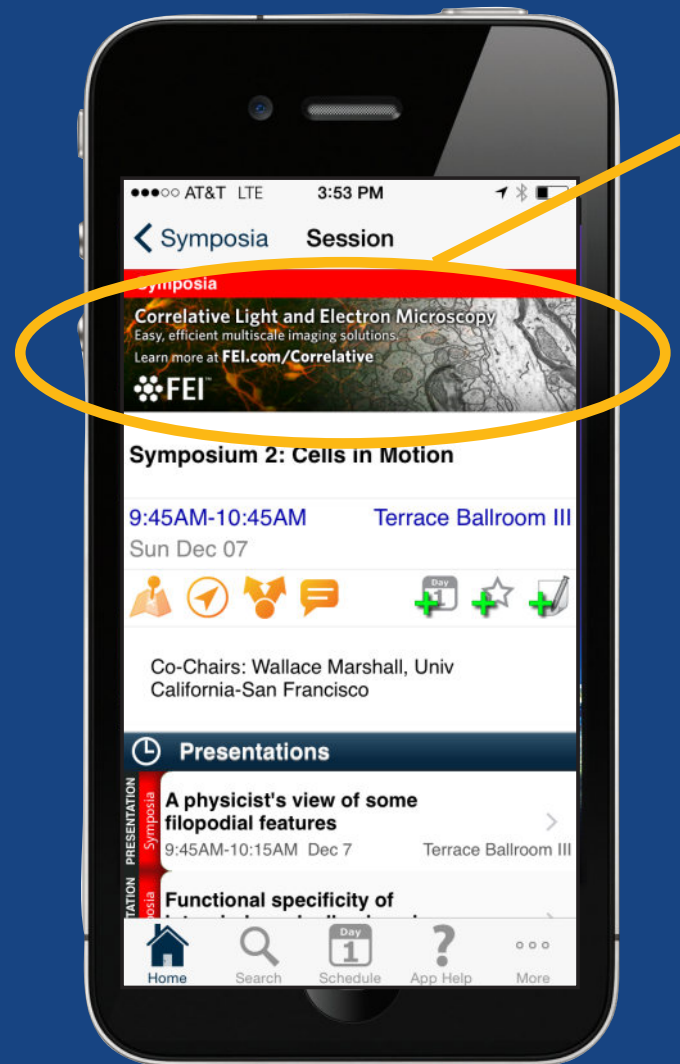 AT&T LTE 3:53 PM
Symposia Session
Symposia
Correlative Light and Electron Microscopy
Easy, efficient multiscale imaging solutions.
Learn more at FEI.com/Correlative
FEI™
Symposium 2: Cells in Motion
9:45AM-10:45AM Terrace Ballroom III
Sun Dec 07
Day
1
Co-Chairs: Wallace Marshall, Univ
California-San Francisco
Presentations
PRESENTATION
Symposia
A physicist's view of some
filopodial features
9:45AM-10:15AM Dec 7 Terrace Ballroom III
Functional specificity of
Day
1
?
Home Search Schedule App Help More